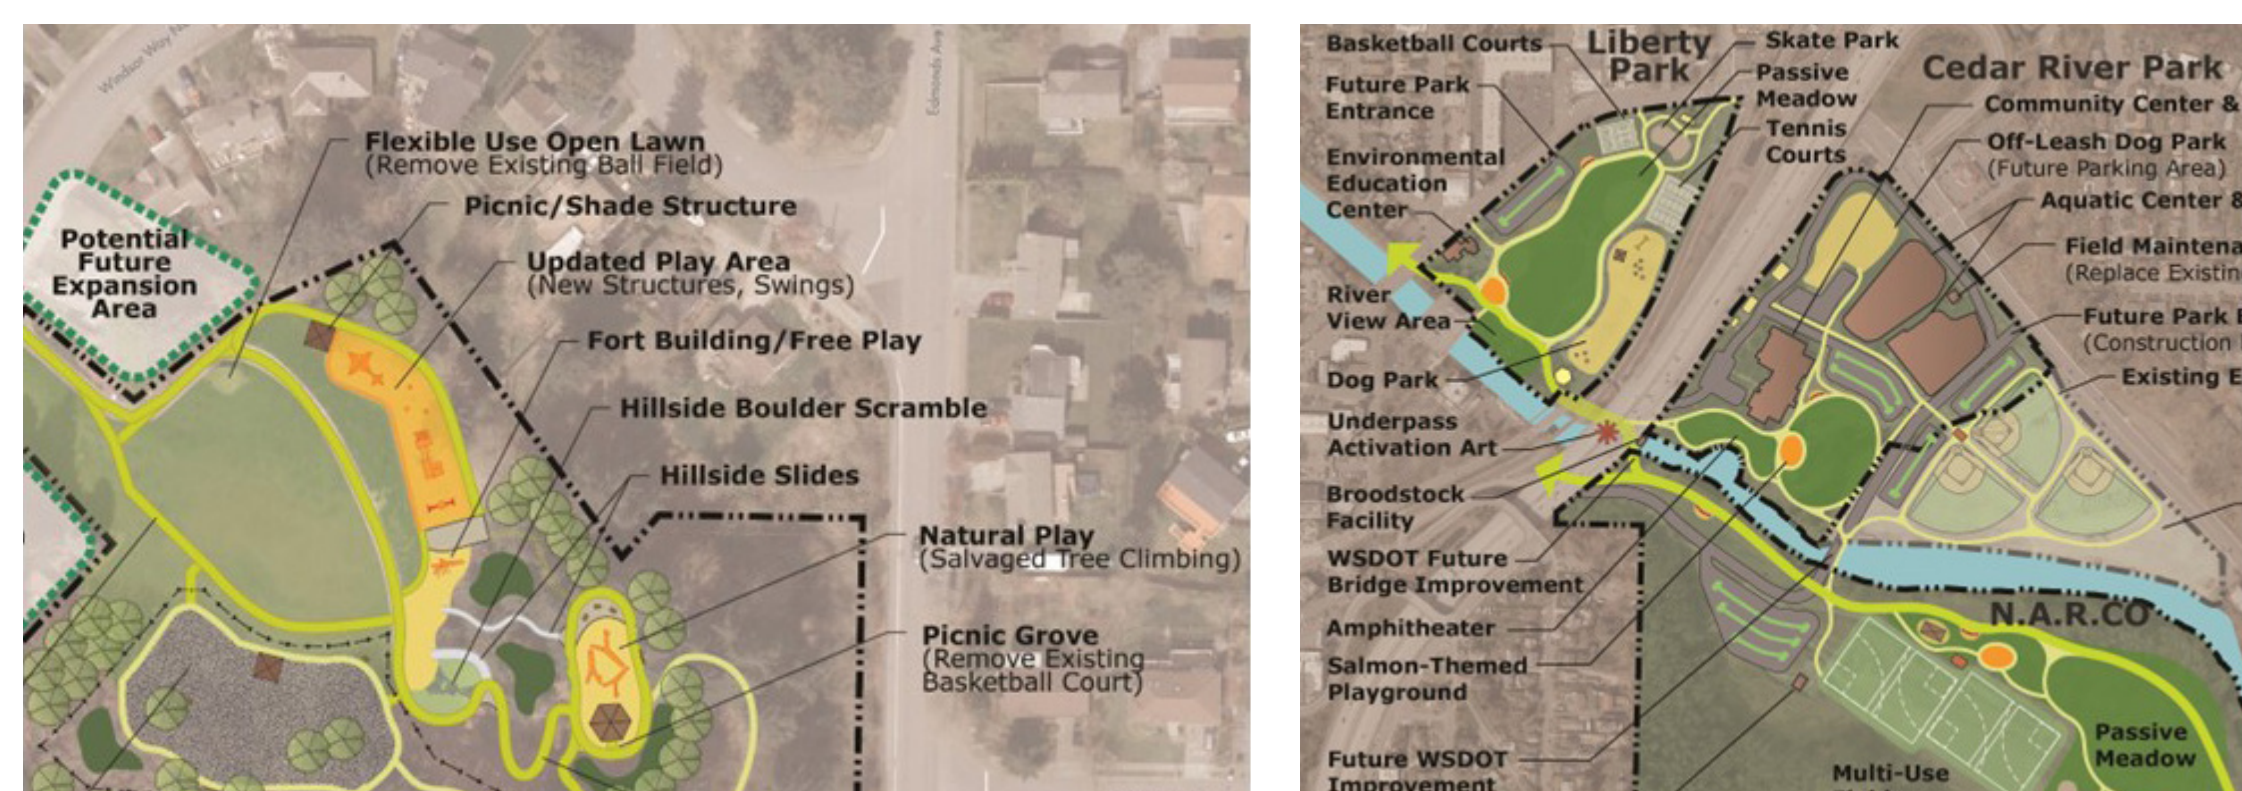 Windsor Way N
Edmonds Ave
Flexible Use Open Lawn
(Remove Existing Ball Field)
Picnic/Shade Structure
Potential
Future
Expansion
Area
Updated Play Area
(New Structures, Swings)
Fort Building/Free Play
Hillside Boulder Scramble
Hillside Slides
Natural Play
(Salvaged Tree Climbing)
Picnic Grove
(Remove Existing
Basketball Court)
Basketball Courts
Liberty
Park
Skate Park
Cedar River Park
Future Park
Entrance
Passive
Meadow
Community Center &
Tennis
Courts
Off-Leash Dog Park
(Future Parking Area)
Environmental
Education
Center
Aquatic Center &
Field Maintena
(Replace Existin
River
View Area
Future Park E
(Construction
Dog Park
Existing E
Underpass
Activation Art
Broodstock
Facility
WSDOT Future
Bridge Improvement
N.A.R.CO
Amphitheater
Salmon-Themed
Playground
Passive
Meadow
Future WSDOT
Improvement
Multi-Use